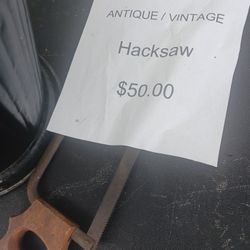 ANTIQUE / VINTAGE
Hacksaw
$50.00